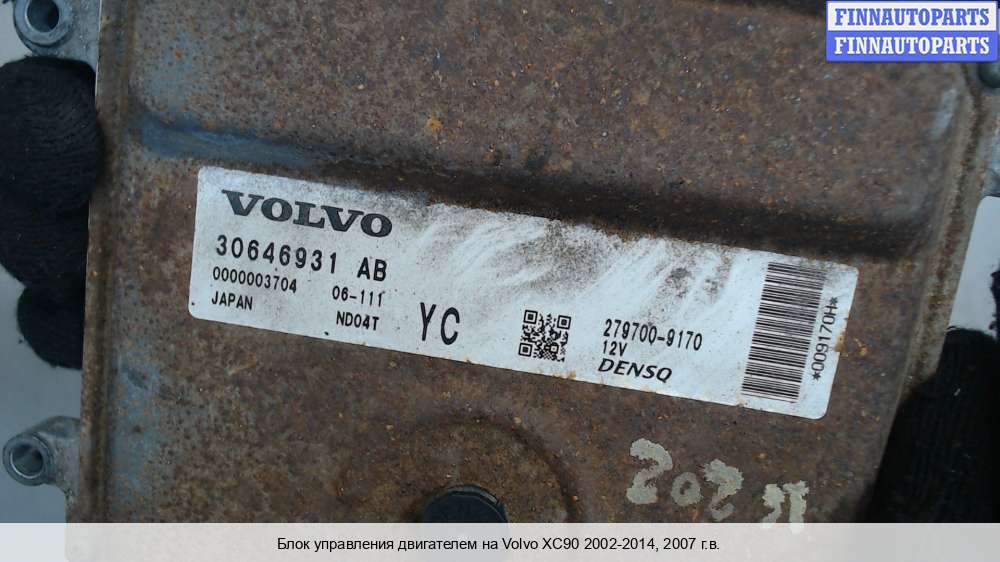 FINNAUTOPARTS
FINNAUTOPARTS
VOLVO
30646931 AB
0000003704 06-111
JAPAN ND04T
YC
279700-9170
12V
DENSO
*009170H*
202
Блок управления двигателем на Volvo XC90 2002-2014, 2007 г.в.